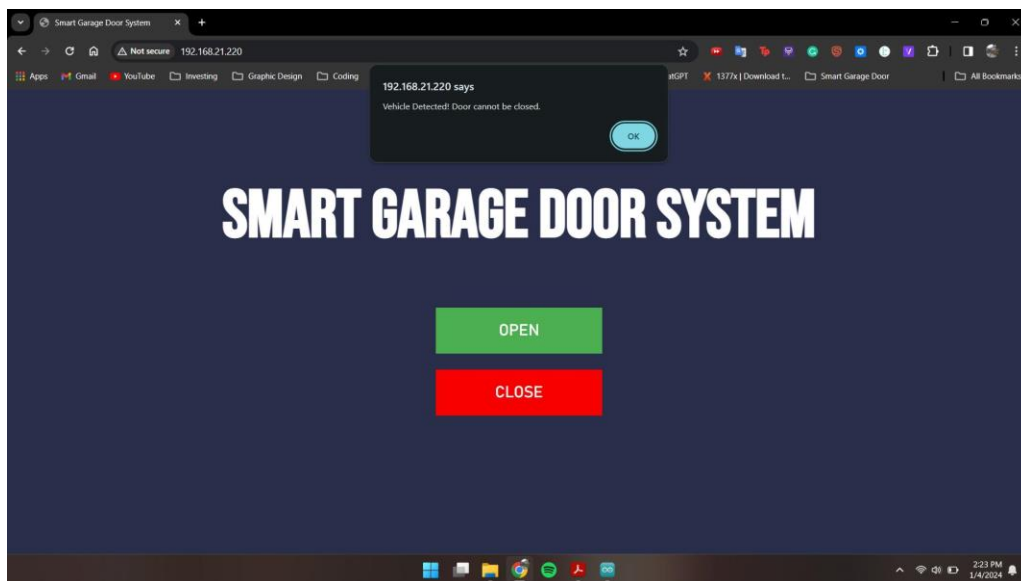 Smart Garage Door System
Not secure 192.168.21.220
Apps Gmail YouTube Investing Graphic Design Coding atGPT 1377x | Download t... Smart Garage Door All Bookmarks
192.168.21.220 says
Vehicle Detected! Door cannot be closed.
OK
SMART GARAGE DOOR SYSTEM
OPEN
CLOSE
2:23 PM
1/4/2024